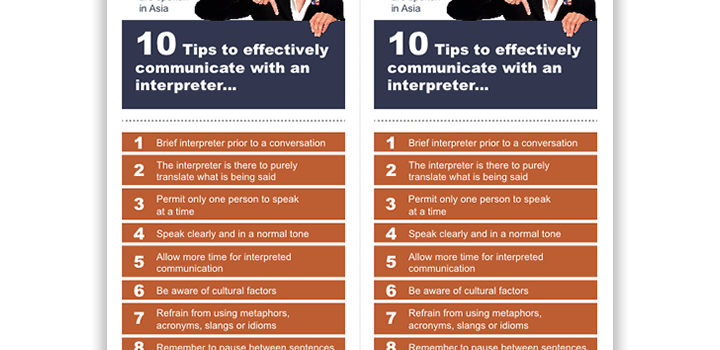 in Asia
10 Tips to effectively
communicate with an
interpreter...
1 Brief interpreter prior to a conversation
2 The interpreter is there to purely
translate what is being said
3 Permit only one person to speak
at a time
4 Speak clearly and in a normal tone
5 Allow more time for interpreted
communication
6 Be aware of cultural factors
7 Refrain from using metaphors,
acronyms, slangs or idioms
8 Remember to pause between sentences
in Asia
10 Tips to effectively
communicate with an
interpreter...
1 Brief interpreter prior to a conversation
2 The interpreter is there to purely
translate what is being said
3 Permit only one person to speak
at a time
4 Speak clearly and in a normal tone
5 Allow more time for interpreted
communication
6 Be aware of cultural factors
7 Refrain from using metaphors,
acronyms, slangs or idioms
8 Remember to pause between sentences